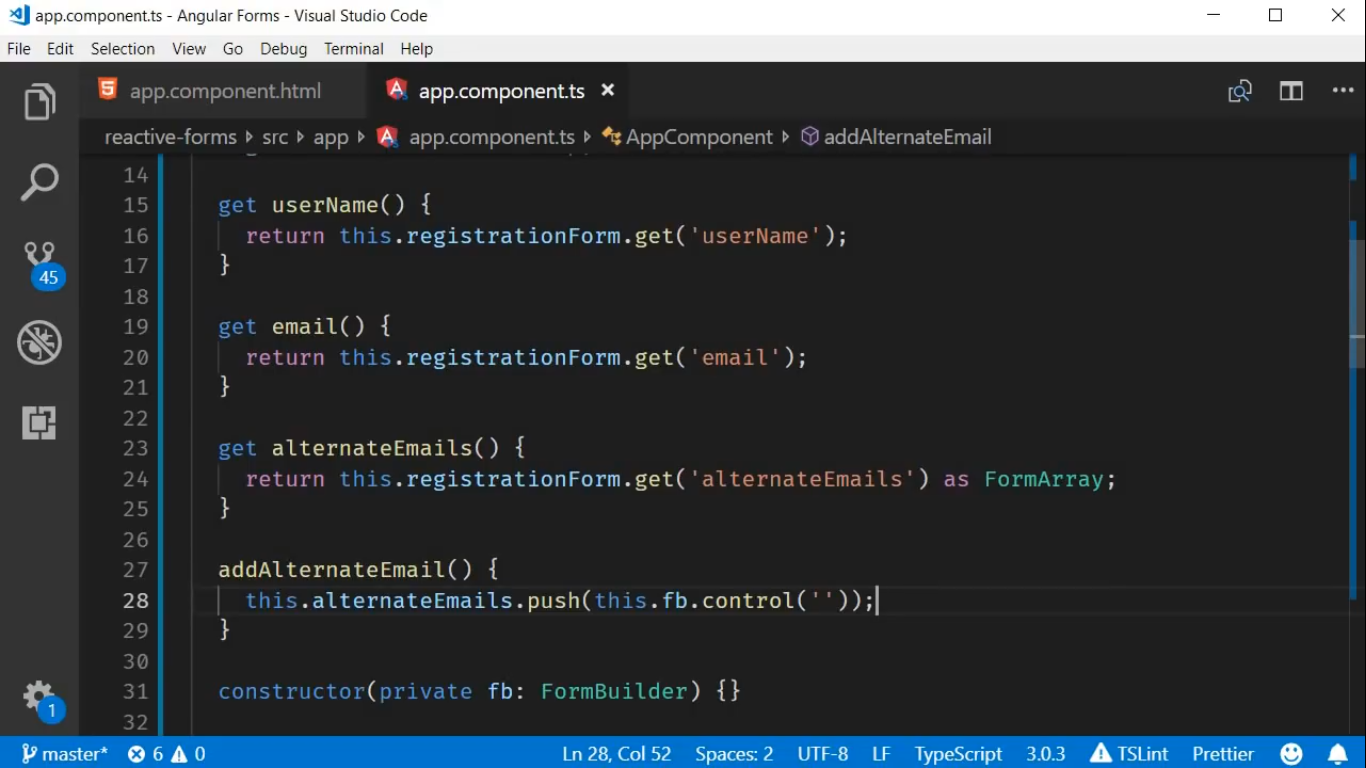 app.component.ts - Angular Forms - Visual Studio Code
File Edit Selection View Go Debug Terminal Help
app.component.html app.component.ts
reactive-forms src app app.component.ts AppComponent addAlternateEmail
14
15 get userName() {
16 return this.registrationForm.get('userName');
17 }
18
19 get email() {
20 return this.registrationForm.get('email');
21 }
22
23 get alternateEmails() {
24 return this.registrationForm.get('alternateEmails') as FormArray;
25 }
26
27 addAlternateEmail() {
28 this.alternateEmails.push(this.fb.control(''));
29 }
30
31 constructor(private fb: FormBuilder) {}
32
45
1
master* 6 0 Ln 28, Col 52 Spaces: 2 UTF-8 LF TypeScript 3.0.3 TSLint Prettier